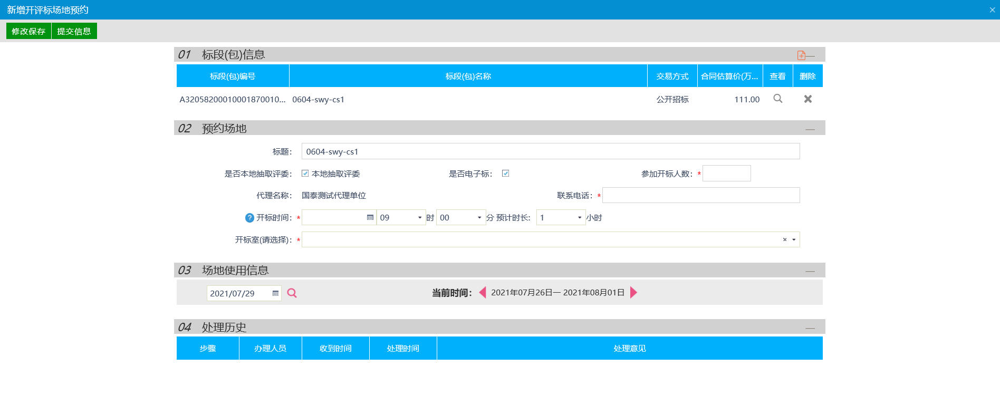 新增开评标场地预约
修改保存 提交信息
01 标段(包)信息
标段(包)编号 标段(包)名称 交易方式 合同估算价(万... 查看 删除
A32058200010001870010... 0604-swy-cs1 公开招标 111.00
02 预约场地
标题： 0604-swy-cs1
是否本地抽取评委： 本地抽取评委 是否电子标： 参加开标人数：*
代理名称： 国泰测试代理单位 联系电话：*
? 开标时间：* 09 时 00 分 预计时长: 1 小时
开标室(请选择)：*
03 场地使用信息
2021/07/29 当前时间： 2021年07月26日一 2021年08月01日
04 处理历史
步骤 办理人员 收到时间 处理时间 处理意见